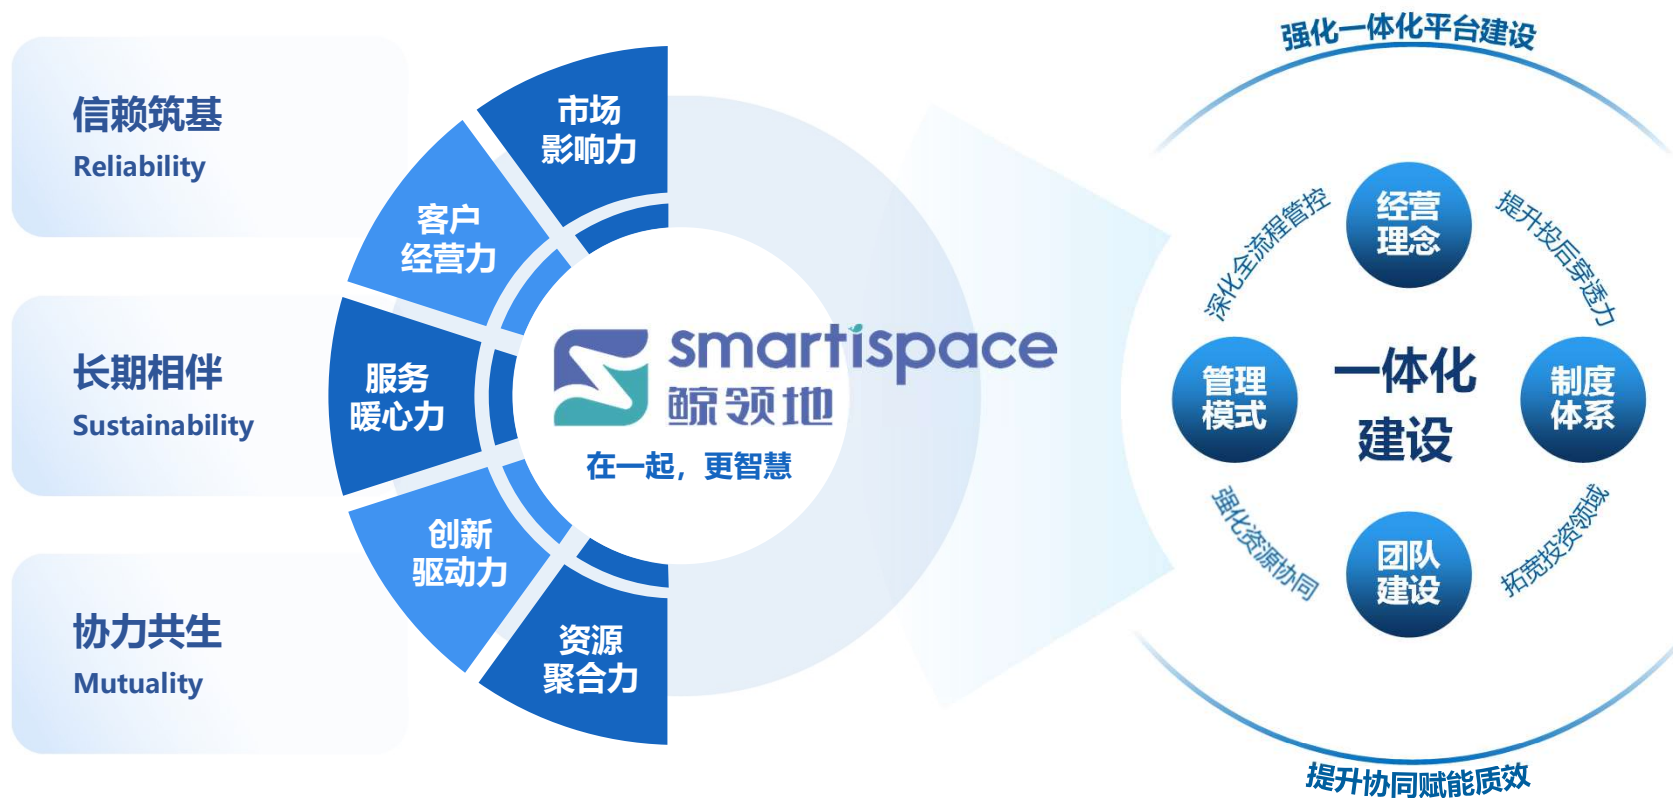 信赖筑基
Reliability
长期相伴
Sustainability
协力共生
Mutuality
市场
影响力
客户
经营力
服务
暖心力
创新
驱动力
资源
聚合力
smartispace
鲸领地
在一起，更智慧
强化一体化平台建设
深化全流程管控
经营
理念
提升投后穿透力
管理
模式
一体化
建设
制度
体系
强化资源协同
团队
建设
拓宽投资领域
提升协同赋能质效